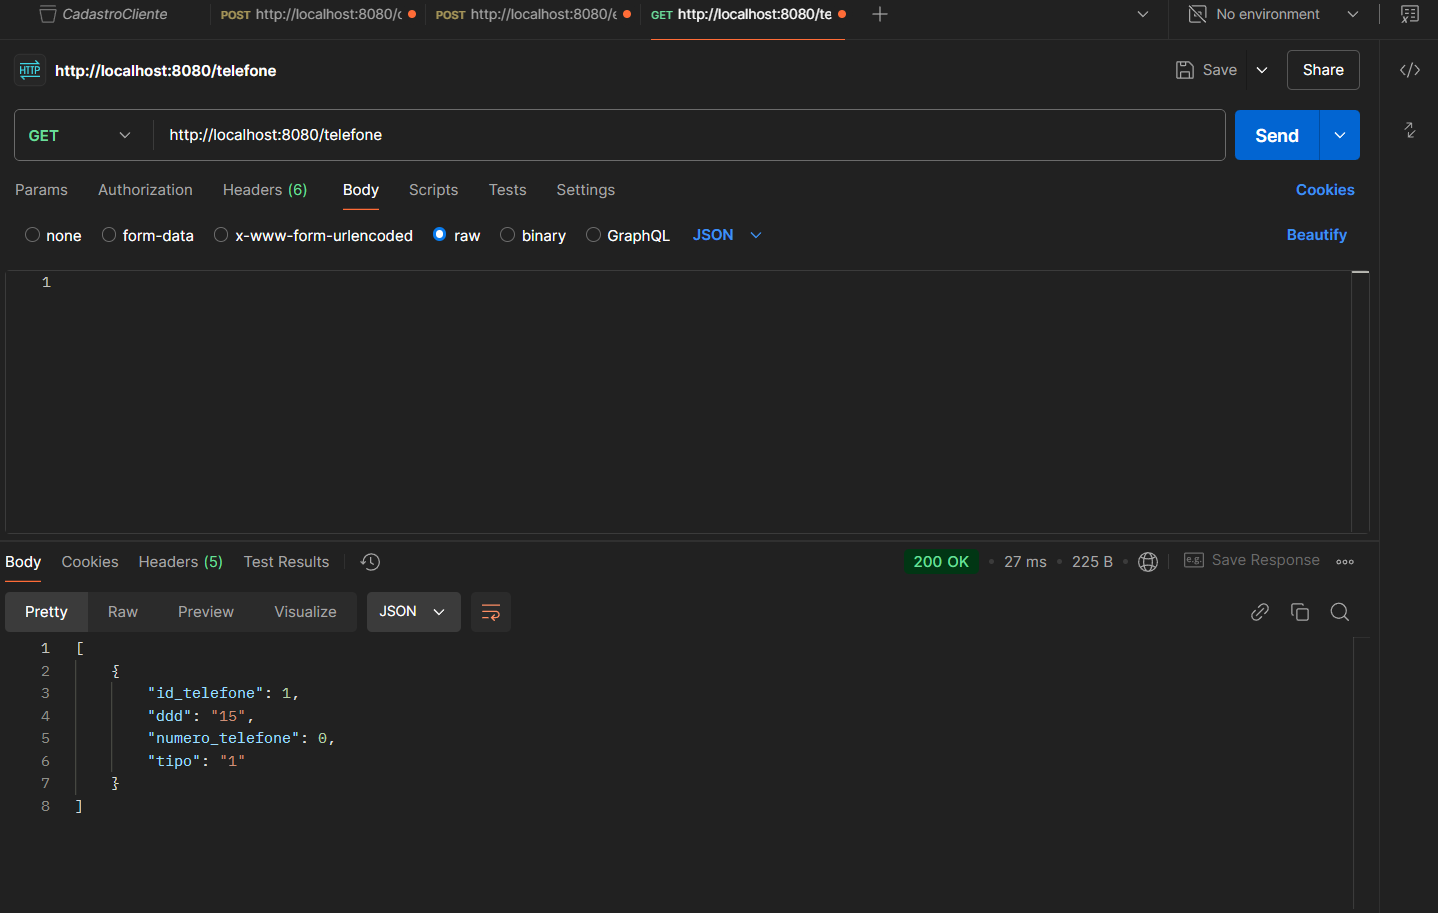 CadastroCliente
POST http://localhost:8080/c
POST http://localhost:8080/e
GET http://localhost:8080/te
No environment
HTTP http://localhost:8080/telefone
Save
Share
GET http://localhost:8080/telefone
Send
Params Authorization Headers (6) Body Scripts Tests Settings Cookies
none form-data x-www-form-urlencoded raw binary GraphQL JSON Beautify
1
Body Cookies Headers (5) Test Results 200 OK 27 ms 225 B e.g. Save Response
Pretty Raw Preview Visualize JSON
1 [
2 {
3 "id_telefone": 1,
4 "ddd": "15",
5 "numero_telefone": 0,
6 "tipo": "1"
7 }
8 ]